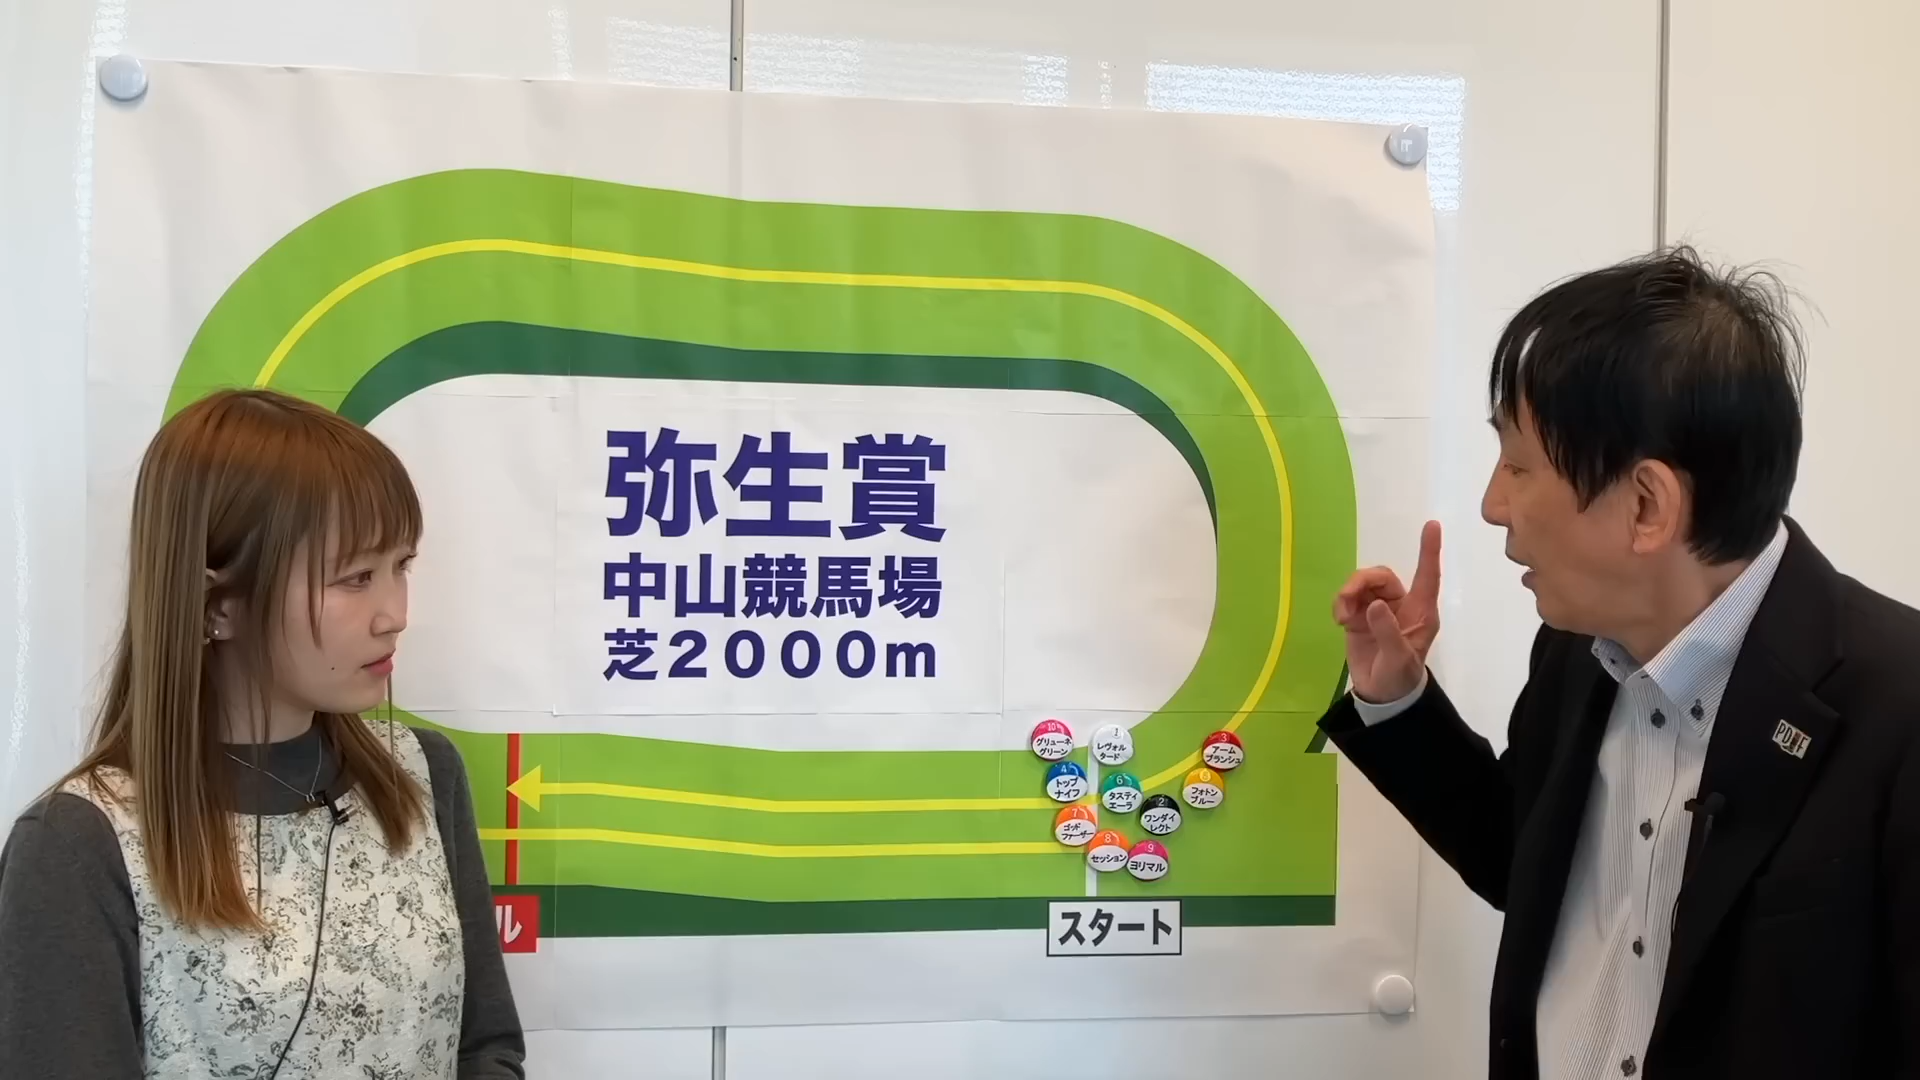 弥生賞
中山競馬場
芝2000m
10
グリューネ
グリーン
1
レヴォル
タード
3
アーム
ブランシュ
4
トップ
ナイフ
6
タスティ
エーラ
フォトン
ブルー
2
ワンダイ
レクト
7
ゴッド
ファーザー
8
セッション
9
ヨリマル
ル
スタート